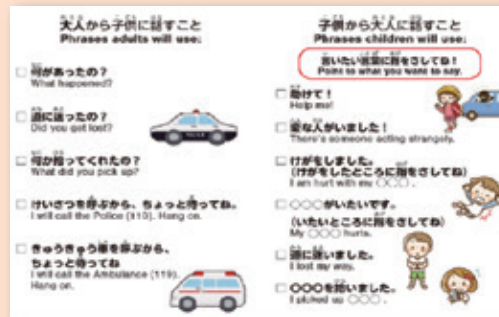 大人から子供に話すこと
Phrases adults will use:
何があったの？
What happened?
道に迷ったの？
Did you get lost?
何か拾ってくれたの？
What did you pick up?
けいさつを呼ぶから、ちょっと待ってね。
I will call the Police (110). Hang on.
きゅうきゅう車を呼ぶから、
ちょっと待ってね
I will call the Ambulance (119).
Hang on.
子供から大人に話すこと
Phrases children will use:
言いたい言葉に指をさしてね！
Point to what you want to say.
助けて！
Help me!
変な人がいました！
There's someone acting strangely.
けがをしました。
(けがをしたところに指をさしてね)
I am hurt with my 〇〇〇.
〇〇〇がいたいです。
(いたいところに指をさしてね)
My 〇〇〇 hurts.
道に迷いました。
I lost my way.
〇〇〇を拾いました。
I picked up 〇〇〇.